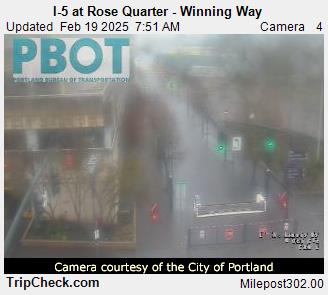 I-5 at Rose Quarter - Winning Way
Updated Feb 19 2025 7:51 AM Camera 4
PBOT
PORTLAND BUREAU OF TRANSPORTATION
Camera courtesy of the City of Portland
TripCheck.com Milepost302.00